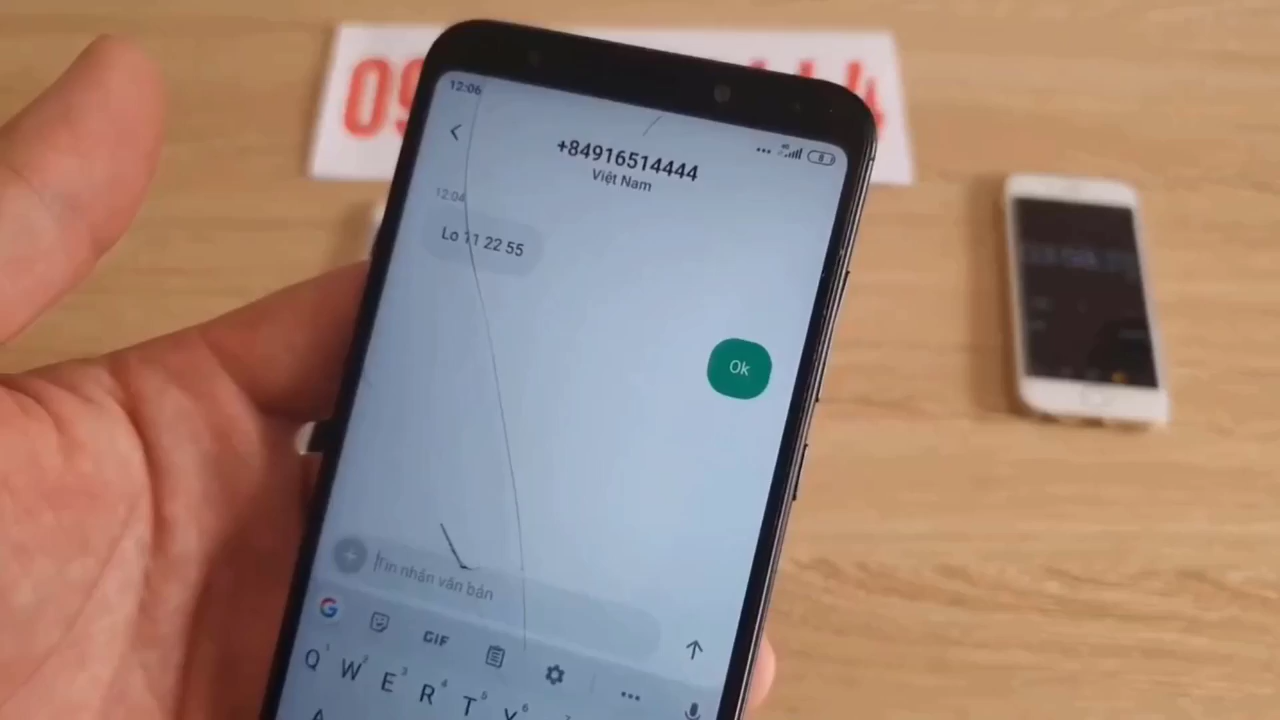 12:06
+84916514444
Việt Nam
12:04
Lo 11 22 55
Ok
Tin nhắn văn bản
GIF
Q W E R T Y